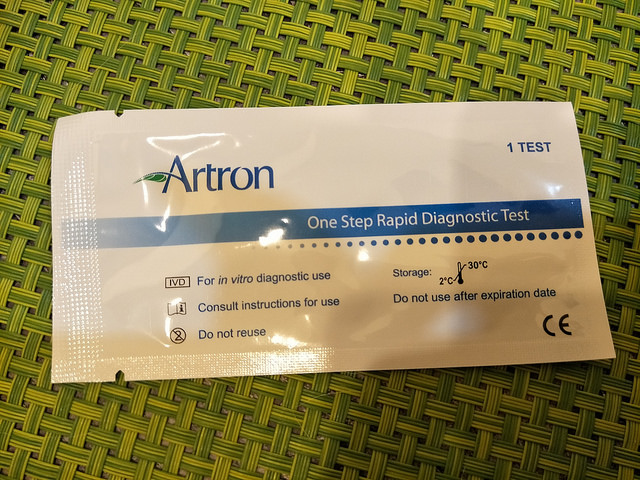 Artron
1 TEST
One Step Rapid Diagnostic Test
IVD For in vitro diagnostic use
i Consult instructions for use
2 Do not reuse
Storage: 2°C 30°C
Do not use after expiration date
CE